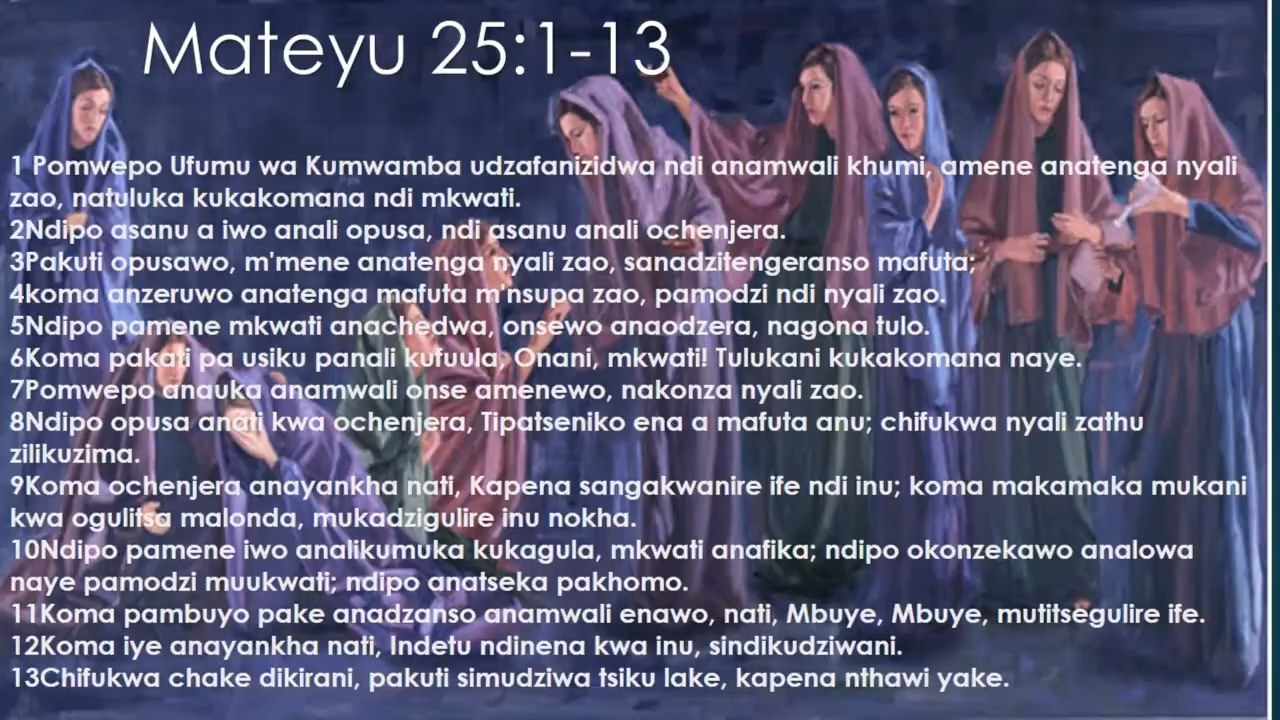 Mateyu 25:1-13
1 Pomwepo Ufumu wa Kumwamba udzafanizidwa ndi anamwali khumi, amene anatenga nyali
zao, natuluka kukakomana ndi mkwati.
2Ndipo asanu a iwo anali opusa, ndi asanu anali ochenjera.
3Pakuti opusawo, m'mene anatenga nyali zao, sanadzitengeranso mafuta;
4koma anzeruwo anatenga mafuta m'nsupa zao, pamodzi ndi nyali zao.
5Ndipo pamene mkwati anachedwa, onsewo anaodzera, nagona tulo.
6Koma pakati pa usiku panali kufuula, Onani, mkwati! Tulukani kukakomana naye.
7Pomwepo anauka anamwali onse amenewo, nakonza nyali zao.
8Ndipo opusa anati kwa ochenjera, Tipatseniko ena a mafuta anu; chifukwa nyali zathu
zilikuzima.
9Koma ochenjera anayankha nati, Kapena sangakwanire ife ndi inu; koma makamaka mukani
kwa ogulitsa malonda, mukadzigulire inu nokha.
10Ndipo pamene iwo analikumuka kukagula, mkwati anafika; ndipo okonzekawo analowa
naye pamodzi muukwati; ndipo anatseka pakhomo.
11Koma pambuyo pake anadzanso anamwali enawo, nati, Mbuye, Mbuye, mutitsegulire ife.
12Koma iye anayankha nati, Indetu ndinena kwa inu, sindikudziwani.
13Chifukwa chake dikirani, pakuti simudziwa tsiku lake, kapena nthawi yake.